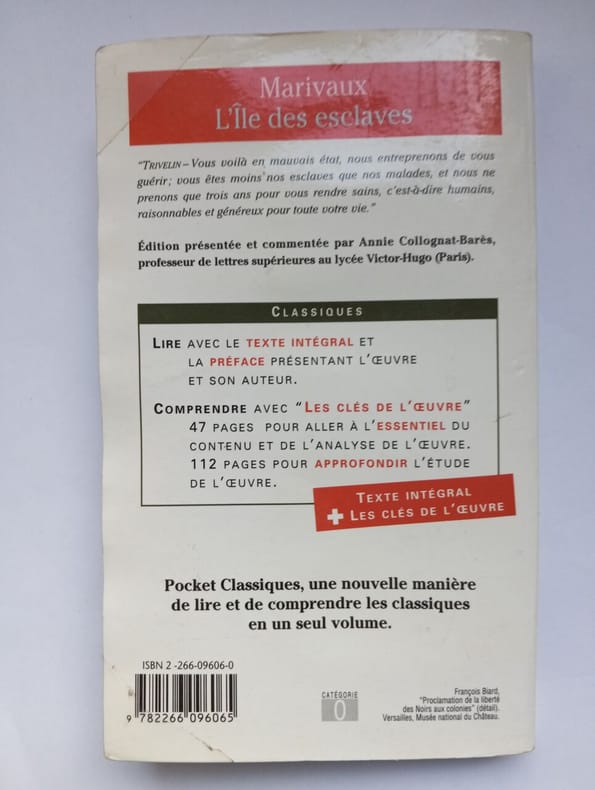 Marivaux
L'Île des esclaves
"TRIVELIN – Vous voilà en mauvais état, nous entreprenons de vous
guérir ; vous êtes moins nos esclaves que nos malades, et nous ne
prenons que trois ans pour vous rendre sains, c'est-à-dire humains,
raisonnables et généreux pour toute votre vie."
Édition présentée et commentée par Annie Collognat-Barès,
professeur de lettres supérieures au lycée Victor-Hugo (Paris).
CLASSIQUES
LIRE AVEC LE TEXTE INTÉGRAL ET
LA PRÉFACE PRÉSENTANT L'ŒUVRE
ET SON AUTEUR.
COMPRENDRE AVEC "LES CLÉS DE L'ŒUVRE"
47 PAGES POUR ALLER À L'ESSENTIEL DU
CONTENU ET DE L'ANALYSE DE L'ŒUVRE.
112 PAGES POUR APPROFONDIR L'ÉTUDE
DE L'ŒUVRE.
TEXTE INTÉGRAL
+ LES CLÉS DE L'ŒUVRE
Pocket Classiques, une nouvelle manière
de lire et de comprendre les classiques
en un seul volume.
ISBN 2 -266-09606-0
9 782266 096065
CATÉGORIE
0
François Biard,
"Proclamation de la liberté
des Noirs aux colonies" (détail).
Versailles, Musée national du Château.